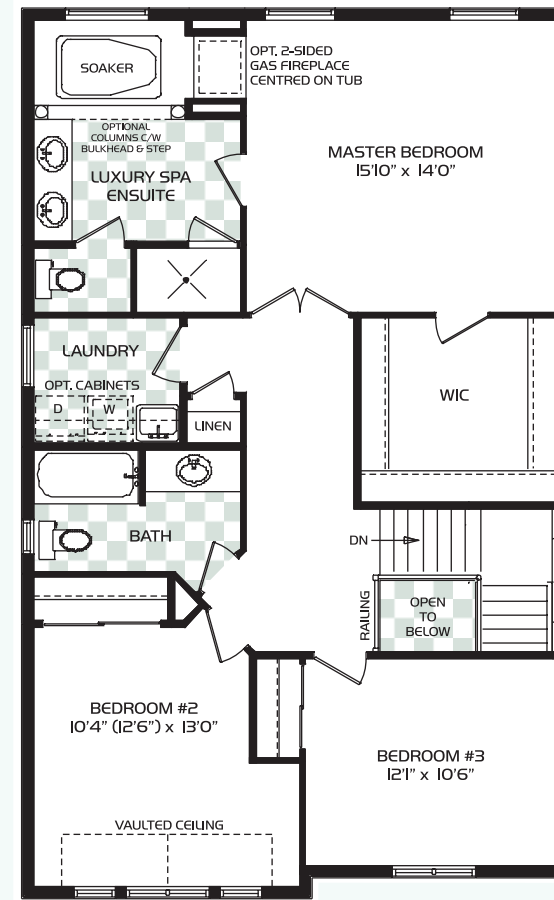 SOAKER
OPT. 2-SIDED
GAS FIREPLACE
CENTRED ON TUB
OPTIONAL
COLUMNS C/W
BULKHEAD & STEP
LUXURY SPA
ENSUITE
MASTER BEDROOM
15'10" x 14'0"
LAUNDRY
OPT. CABINETS
D
W
LINEN
WIC
BATH
DN
RAILING
OPEN
TO
BELOW
BEDROOM #2
10'4" (12'6") x 13'0"
BEDROOM #3
12'1" x 10'6"
VAULTED CEILING